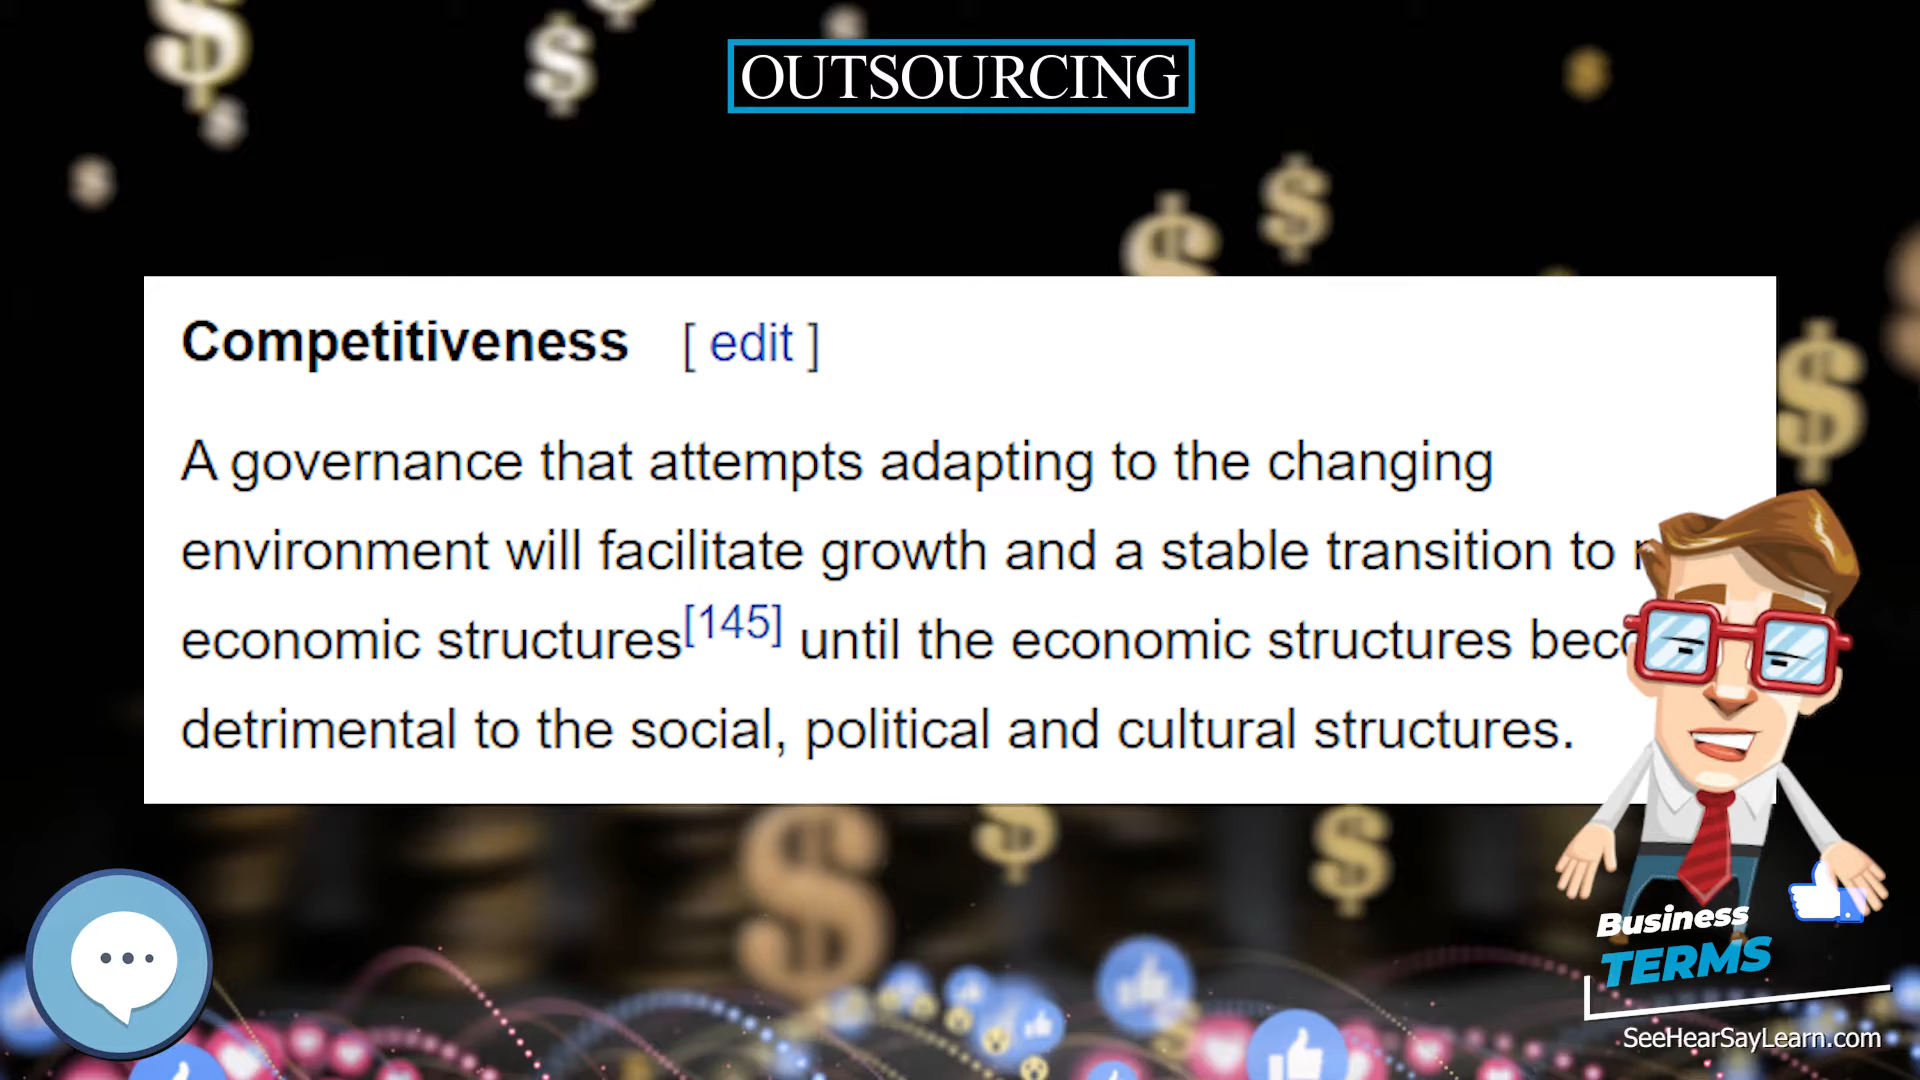 OUTSOURCING
Competitiveness [ edit ]
A governance that attempts adapting to the changing
environment will facilitate growth and a stable transition to
economic structures[145] until the economic structures
detrimental to the social, political and cultural structures.
Business
TERMS
SeeHearSayLearn.com